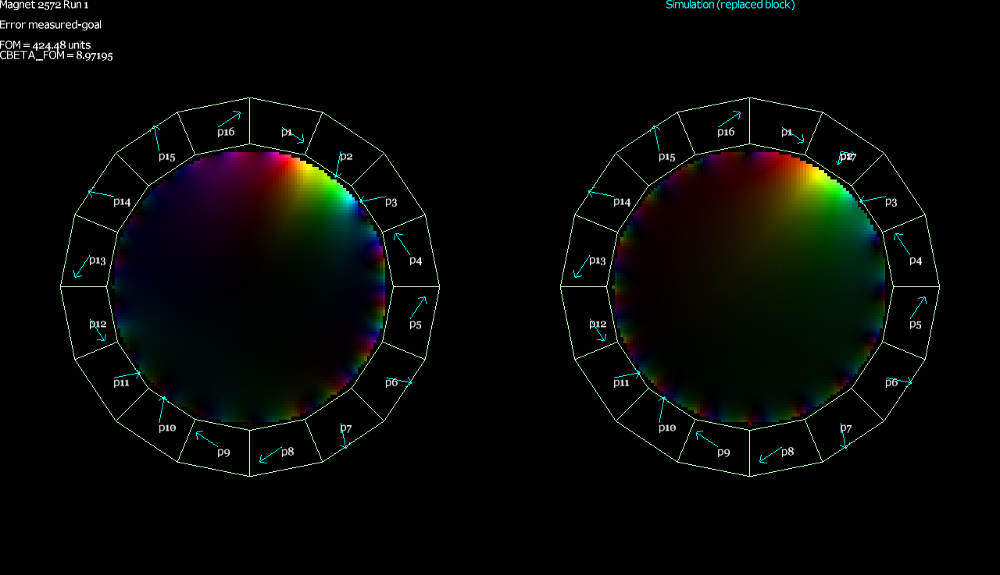 Magnet 2572 Run 1
Simulation (replaced block)
Error measured-goal
FOM = 424.48 units
CBETA_FOM = 8.97195
p16 p1 p16 p1
p15 p2 p15
p14 p3 p14 p3
p13 p4 p13 p4
p12 p5 p12 p5
p11 p6 p11 p6
p10 p7 p10 p7
p9 p8 p9 p8